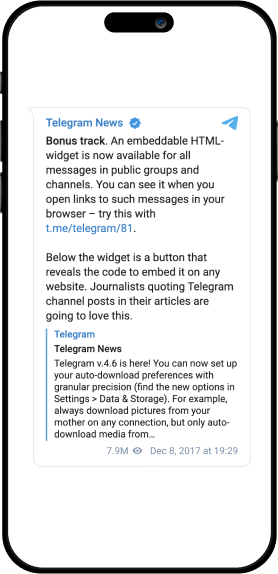 Telegram News
Bonus track. An embeddable HTML-
widget is now available for all
messages in public groups and
channels. You can see it when you
open links to such messages in your
browser – try this with
t.me/telegram/81.
Below the widget is a button that
reveals the code to embed it on any
website. Journalists quoting Telegram
channel posts in their articles are
going to love this.
Telegram
Telegram News
Telegram v.4.6 is here! You can now set up
your auto-download preferences with
granular precision (find the new options in
Settings > Data & Storage). For example,
always download pictures from your
mother on any connection, but only auto-
download media from...
7.9M Dec 8, 2017 at 19:29